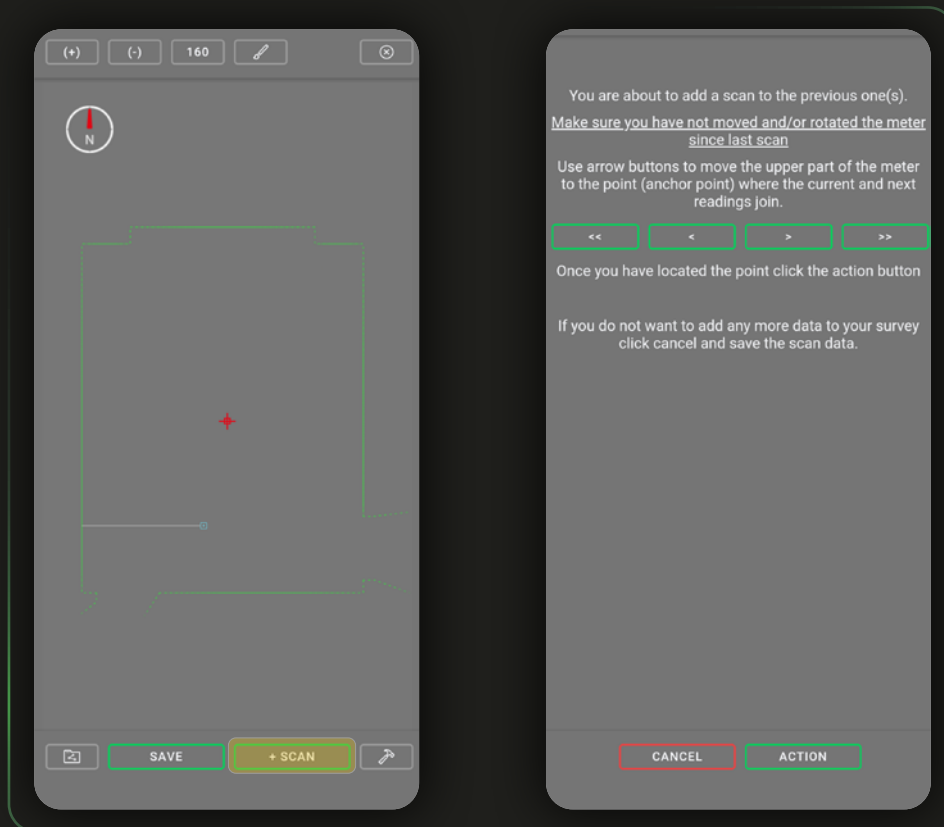 (+) (-) 160
N
SAVE + SCAN
You are about to add a scan to the previous one(s).
Make sure you have not moved and/or rotated the meter
since last scan
Use arrow buttons to move the upper part of the meter
to the point (anchor point) where the current and next
readings join.
<< < > >>
Once you have located the point click the action button
If you do not want to add any more data to your survey
click cancel and save the scan data.
CANCEL ACTION